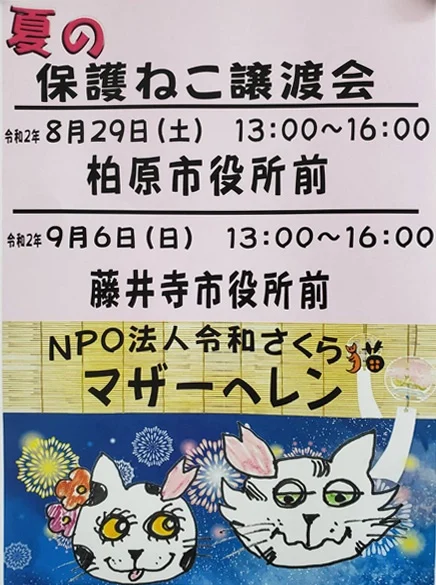 夏の
保護ねこ譲渡会
令和2年 8月29日(土) 13:00～16:00
柏原市役所前
令和2年 9月6日(日) 13:00～16:00
藤井寺市役所前
NPO法人令和さくら
マザーヘレン